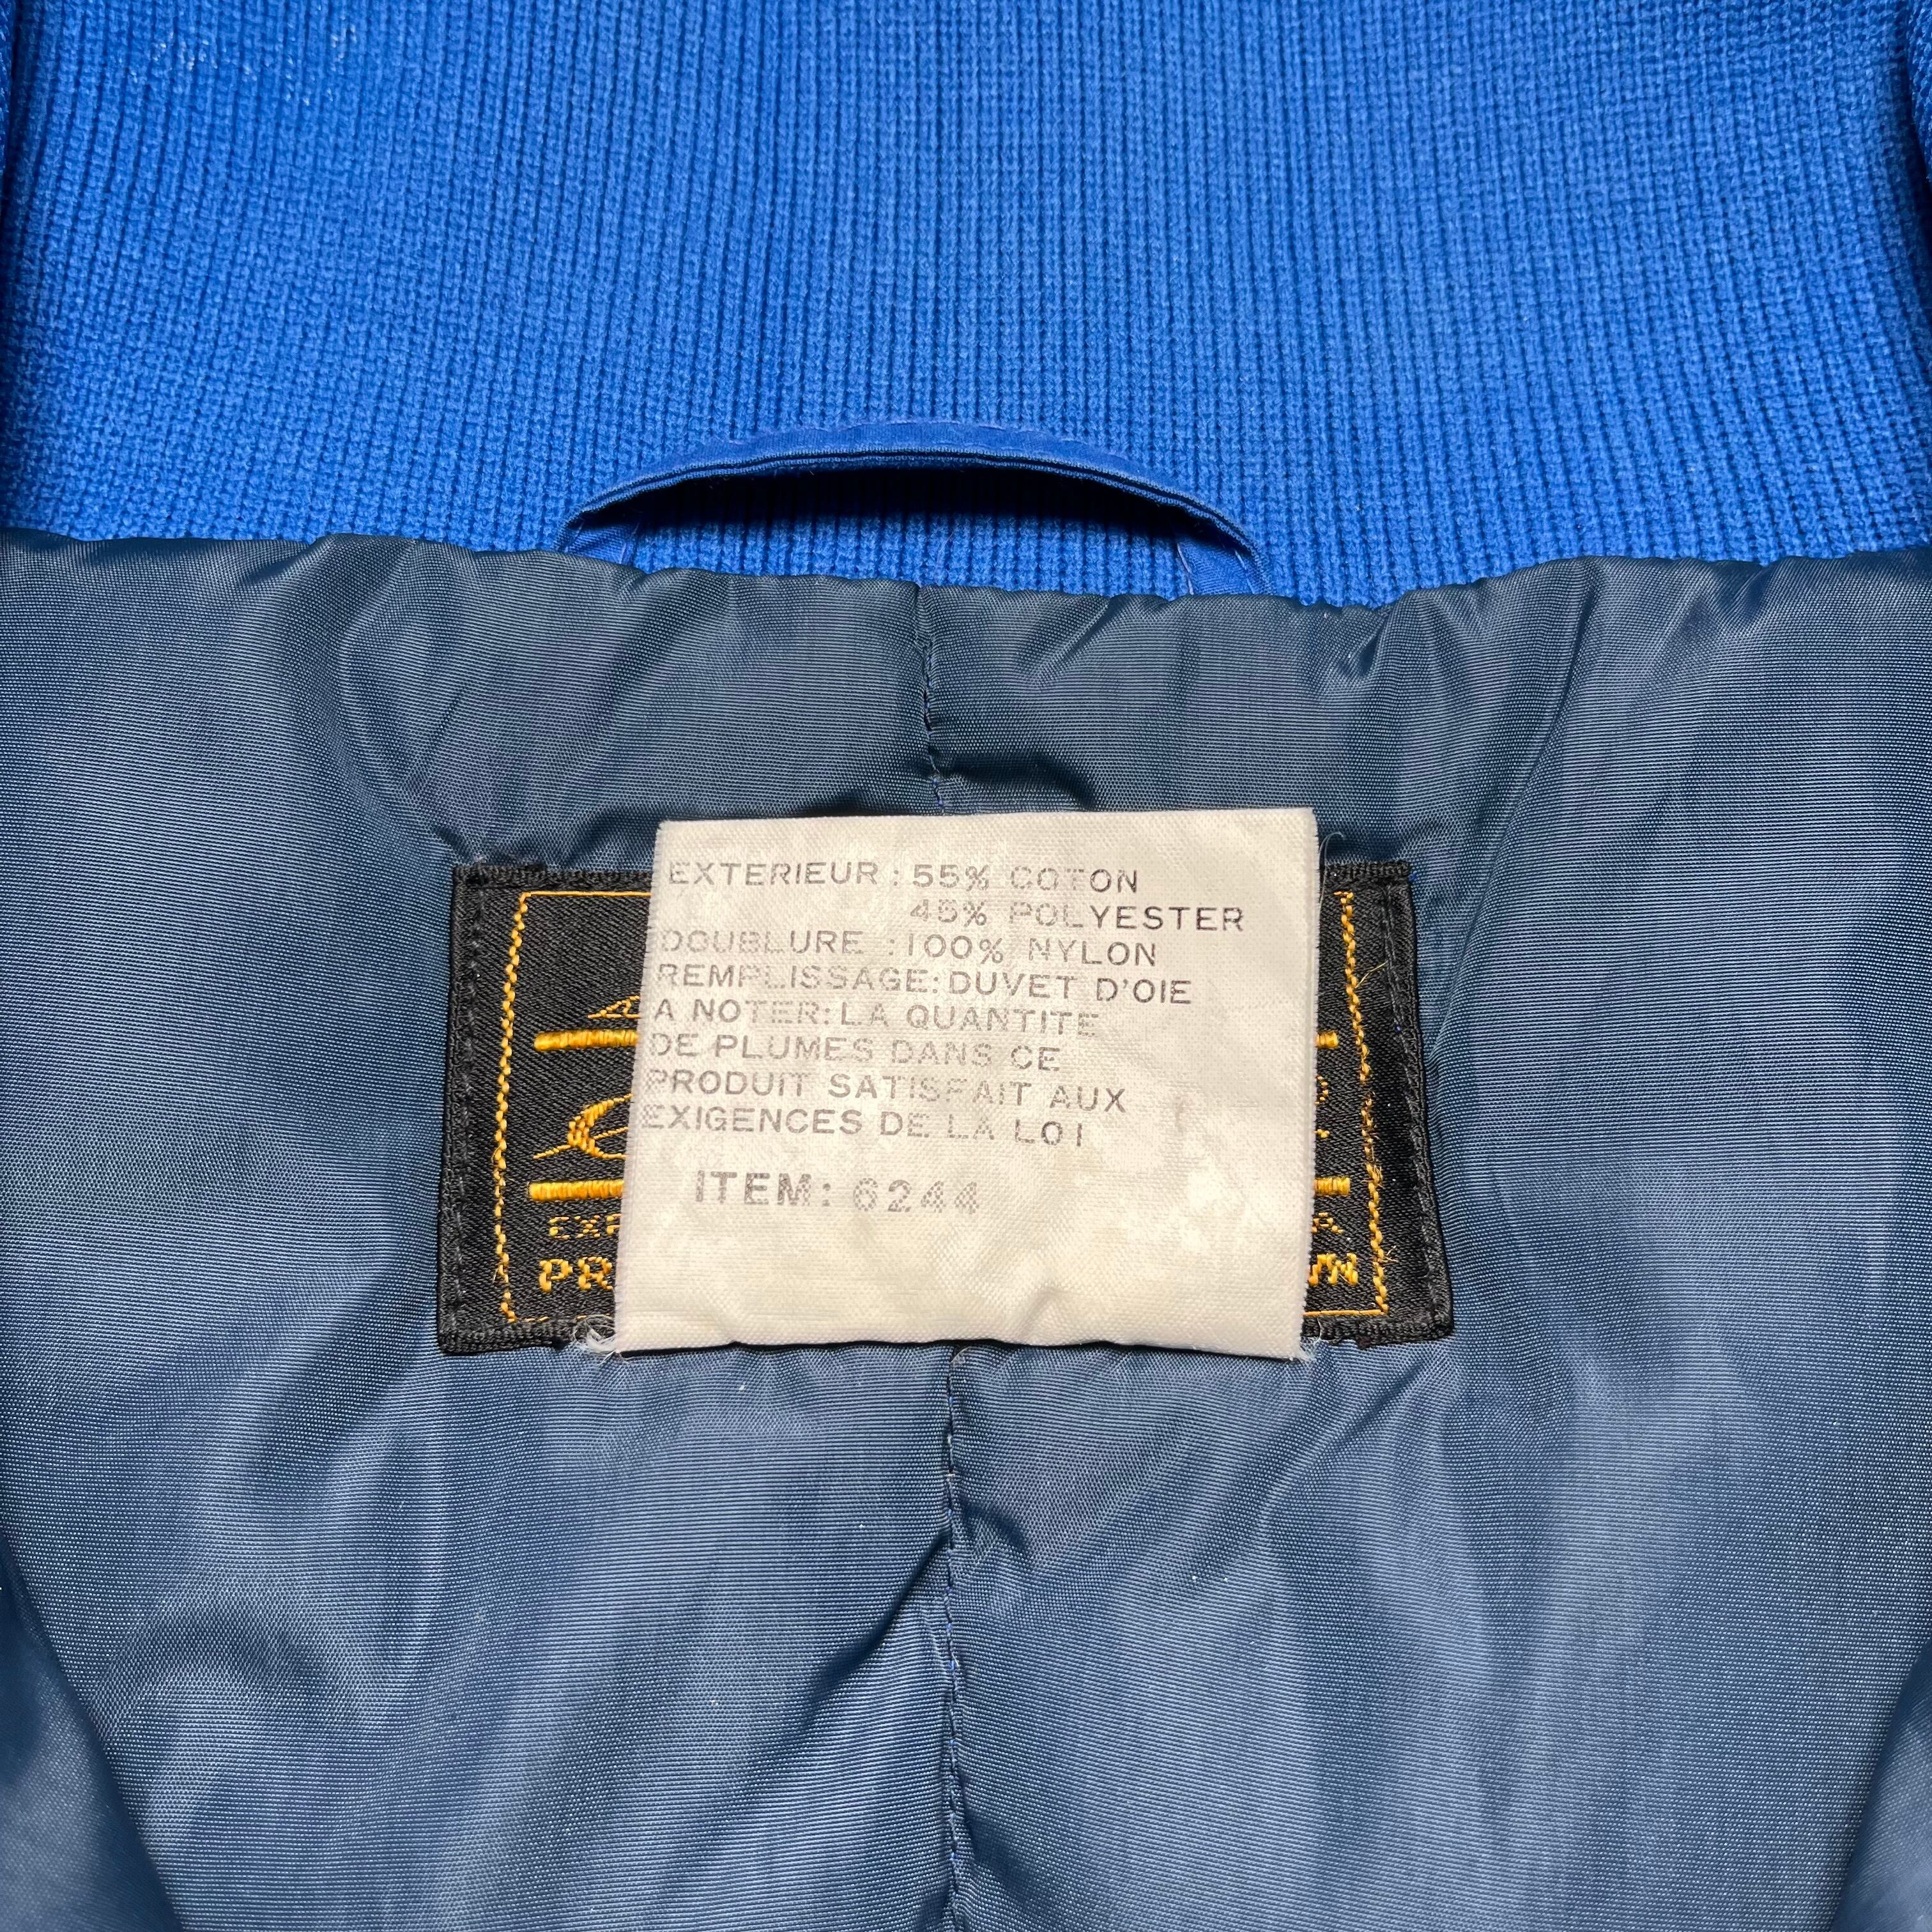 EXTERIEUR : 55% COTON
45% POLYESTER
DOUBLURE : 100% NYLON
REMPLISSAGE: DUVET D'OIE
A NOTER: LA QUANTITE
DE PLUMES DANS CE
PRODUIT SATISFAIT AUX
EXIGENCES DE LA LOI
ITEM: 6244